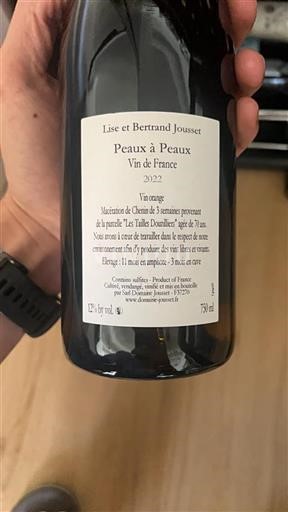 Lise et Bertrand Jousset
Peaux à Peaux
Vin de France
2022
Vin orange
Macération de Chenin de 3 semaines provenant
de la parcelle "Les Tailles Douvilliers" agée de 70 ans.
Nous avons à cœur de travailler dans le respect de notre
environnement afin d'y produire des vins libres et vivants.
Elevage : 11 mois en amphore - 3 mois en cuve
Contains sulfites - Product of France
Cultivé, vendangé, vinifié et mis en bouteille
par Sarl Domaine Jousset - F37270
www.domaine-jousset.fr
12% by vol. 750 ml